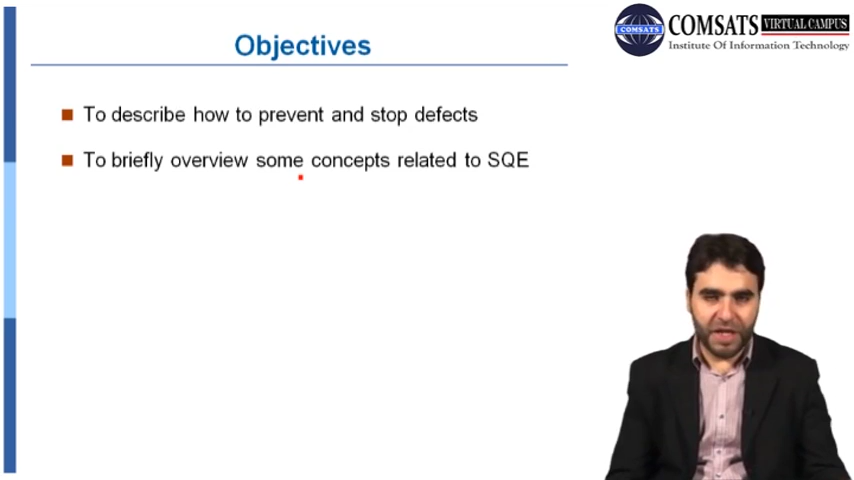 Objectives
To describe how to prevent and stop defects
To briefly overview some concepts related to SQE
COMSATS
COMSATS VIRTUAL CAMPUS
Institute Of Information Technology